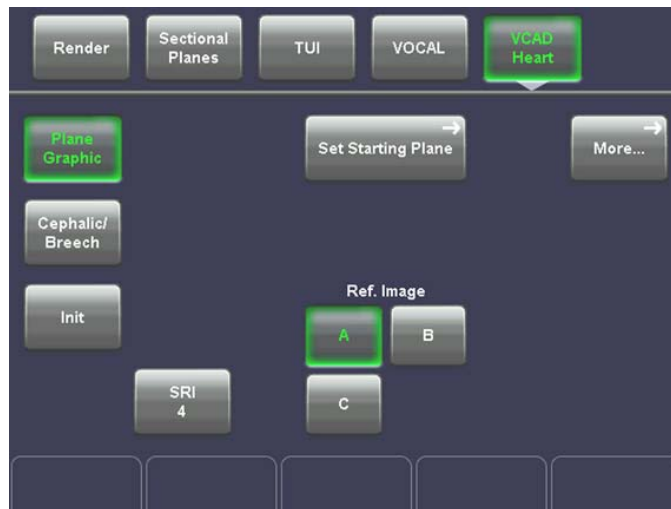 Render
Sectional
Planes
TUI
VOCAL
VCAD
Heart
Plane
Graphic
Set Starting Plane
More...
Cephalic/
Breech
Init
Ref. Image
A
B
SRI
4
C